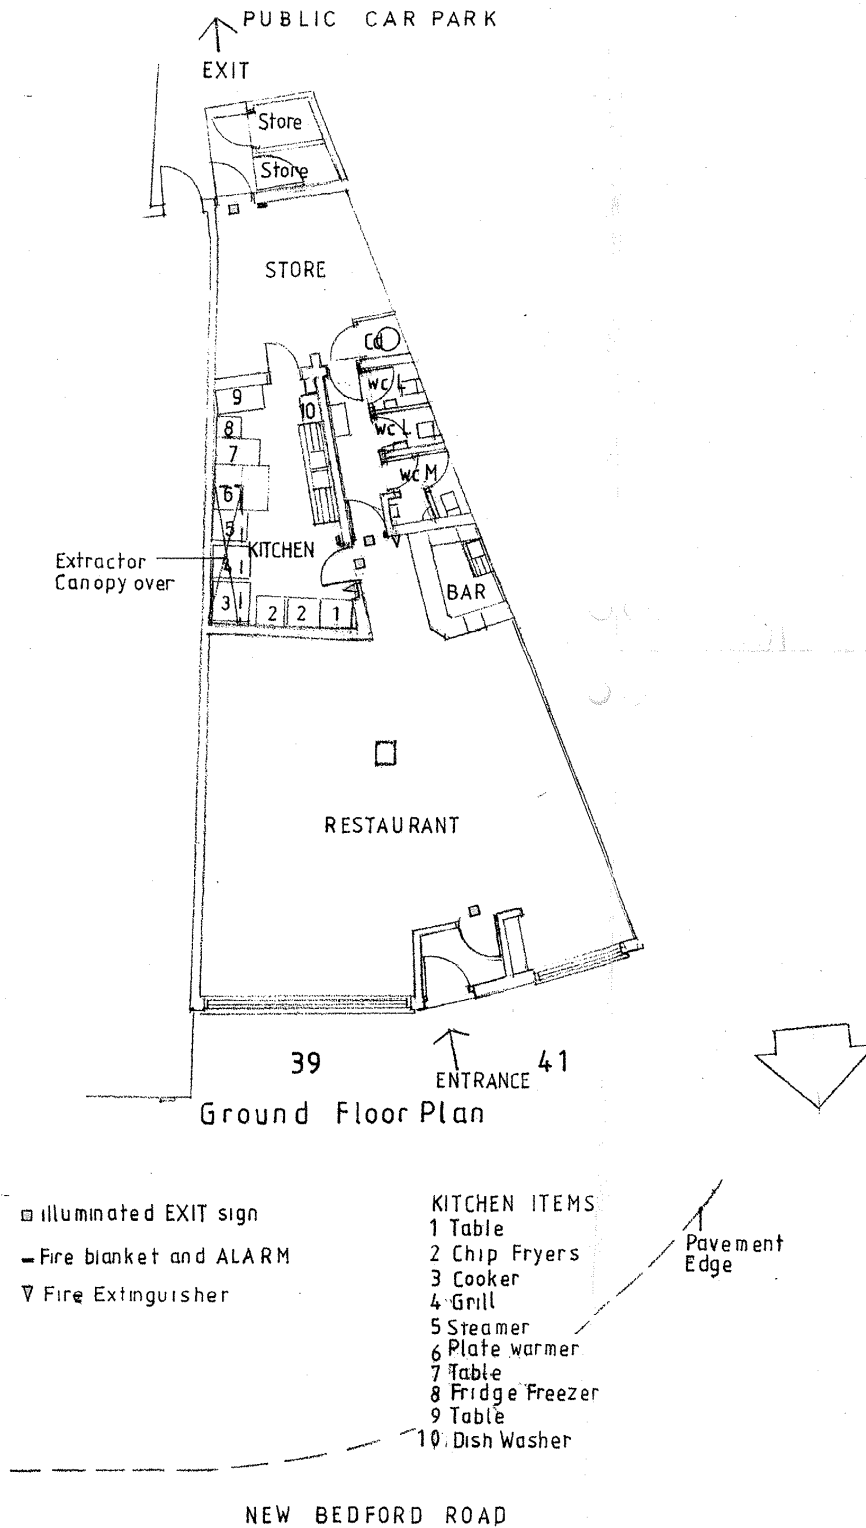 PUBLIC CAR PARK
EXIT
Store
Store
STORE
Cd
WC L
9
10
8
WC L
7
WC M
6
5
KITCHEN
Extractor
Canopy over
4
BAR
3
2
2
1
RESTAURANT
39
41
ENTRANCE
Ground Floor Plan
illuminated EXIT sign
Fire blanket and ALARM
Fire Extinguisher
KITCHEN ITEMS
1 Table
2 Chip Fryers
3 Cooker
4 Grill
5 Steamer
6 Plate warmer
7 Table
8 Fridge Freezer
9 Table
10 Dish Washer
Pavement
Edge
NEW BEDFORD ROAD